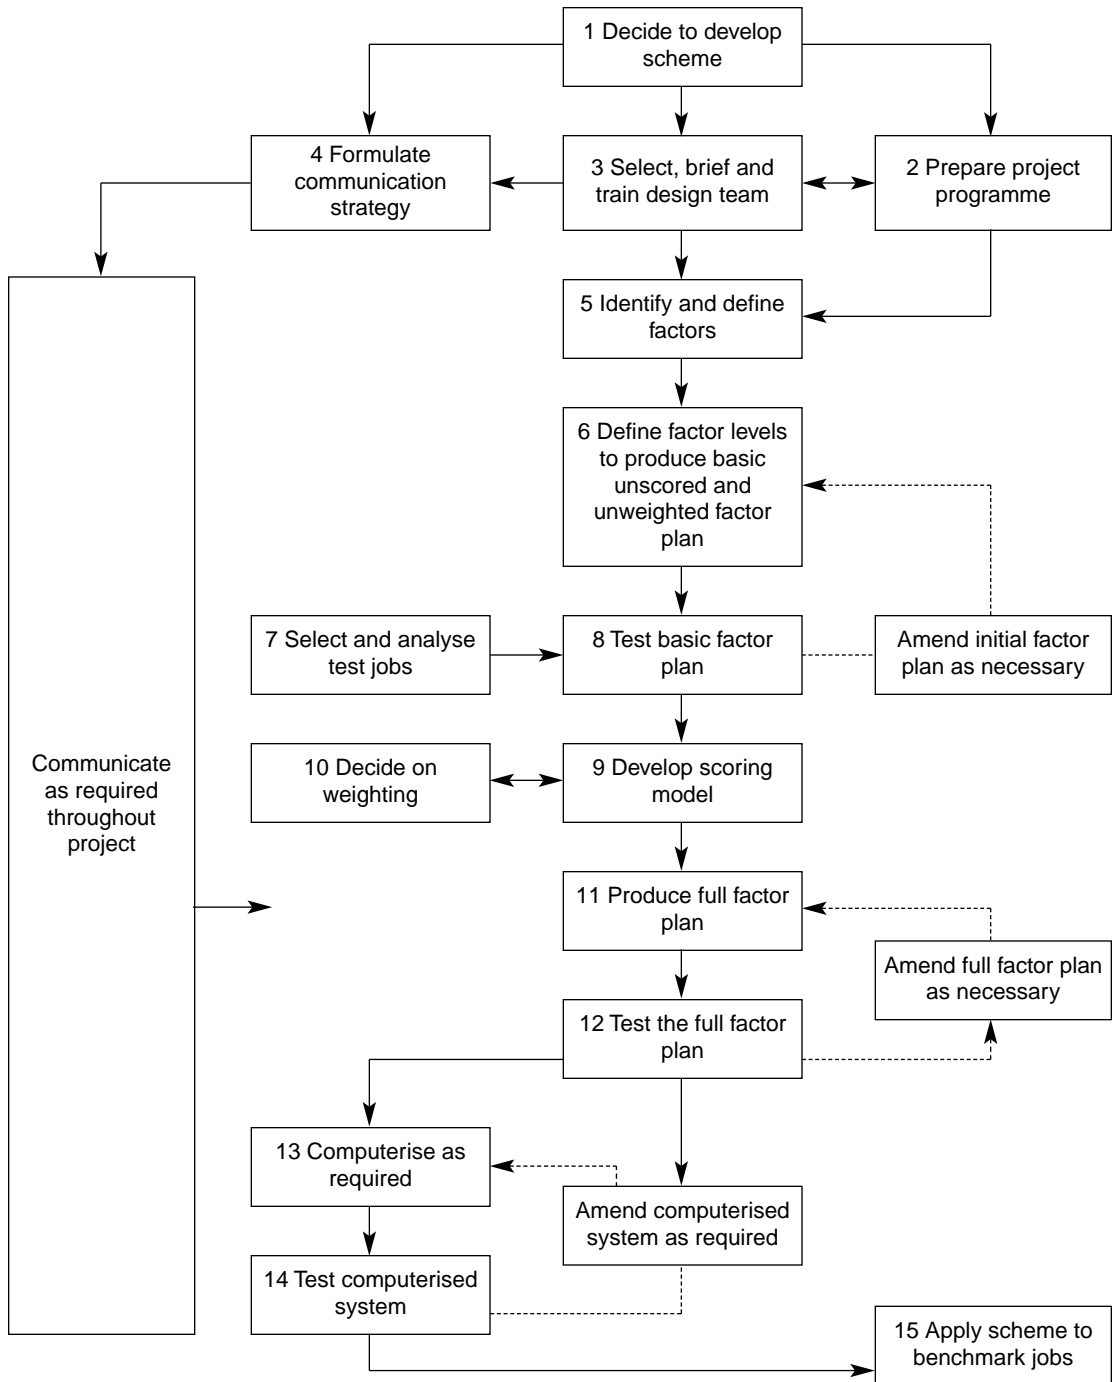 1 Decide to develop
scheme
4 Formulate
communication
strategy
3 Select, brief and
train design team
2 Prepare project
programme
5 Identify and define
factors
6 Define factor levels
to produce basic
unscored and
unweighted factor
plan
7 Select and analyse
test jobs
8 Test basic factor
plan
Amend initial factor
plan as necessary
Communicate
as required
throughout
project
10 Decide on
weighting
9 Develop scoring
model
11 Produce full factor
plan
Amend full factor plan
as necessary
12 Test the full factor
plan
13 Computerise as
required
Amend computerised
system as required
14 Test computerised
system
15 Apply scheme to
benchmark jobs